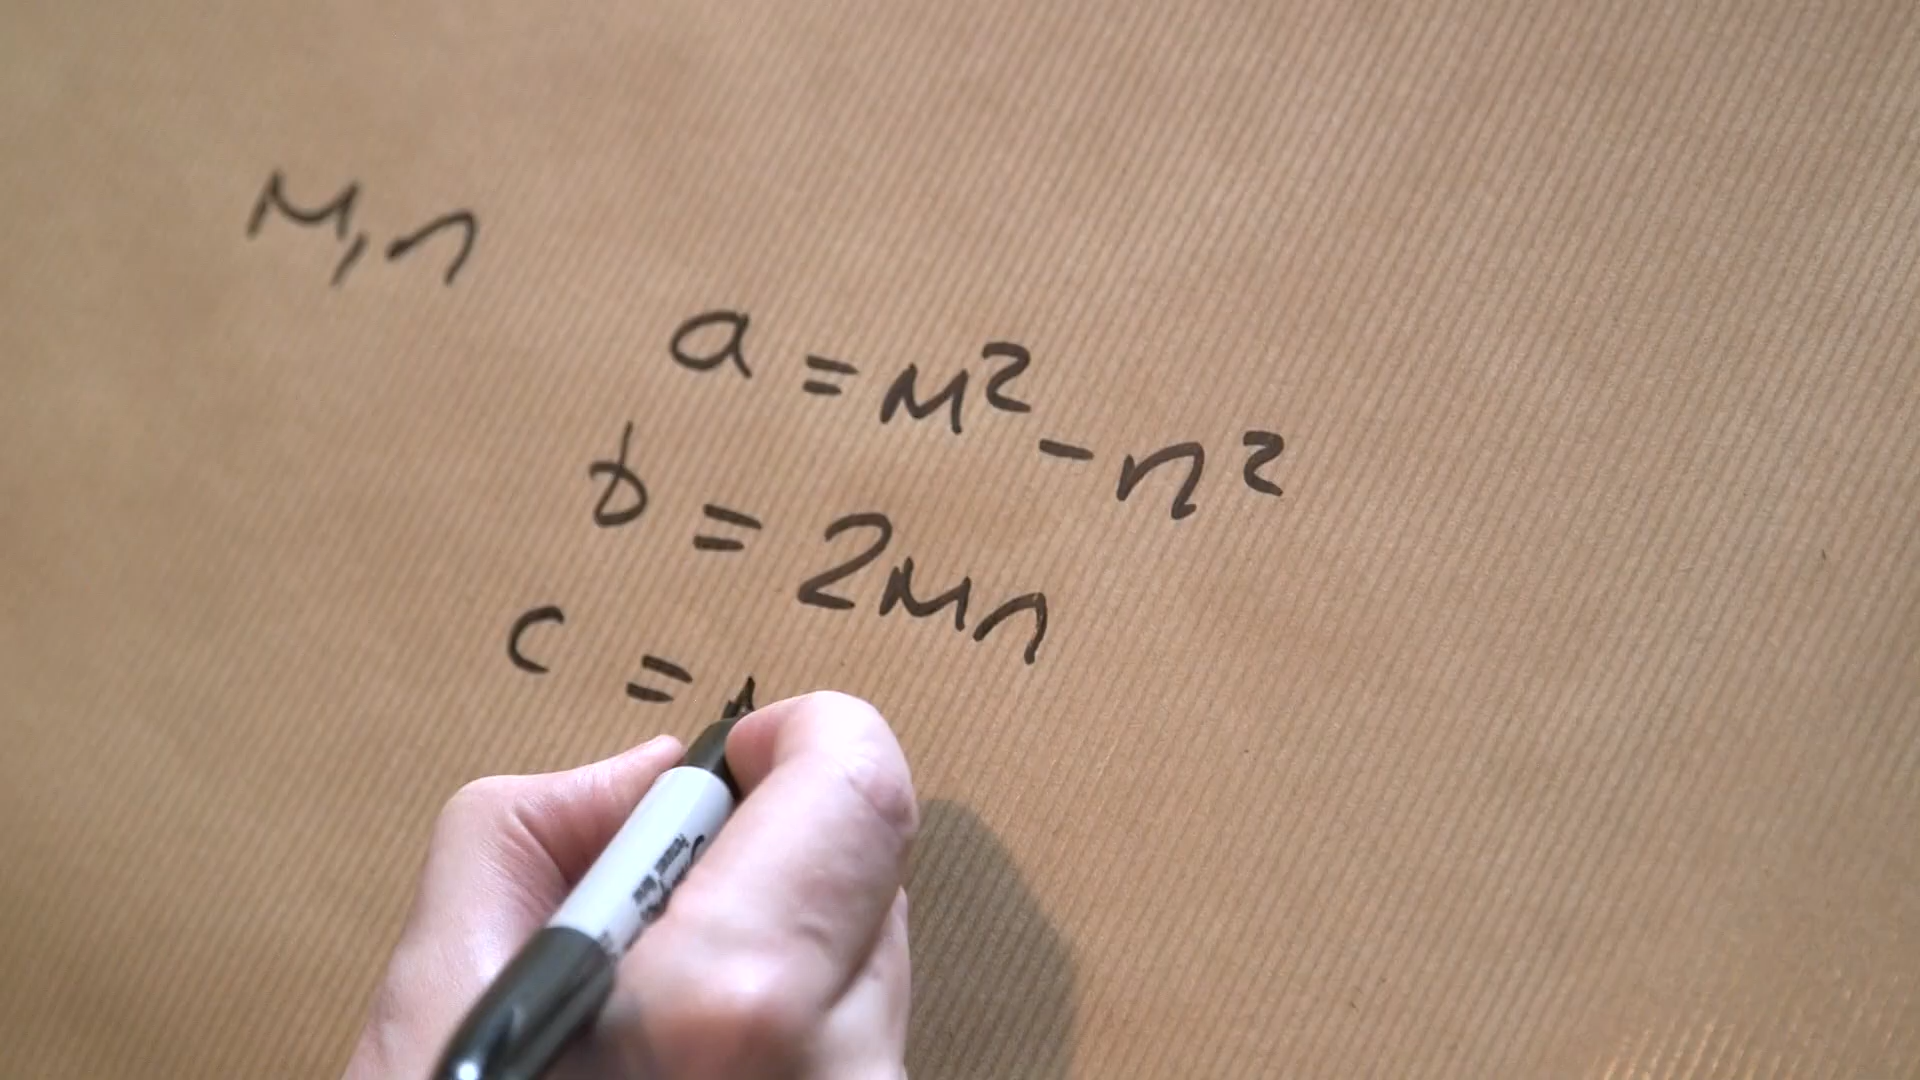 m, n
a = m² - n²
b = 2mn
c =